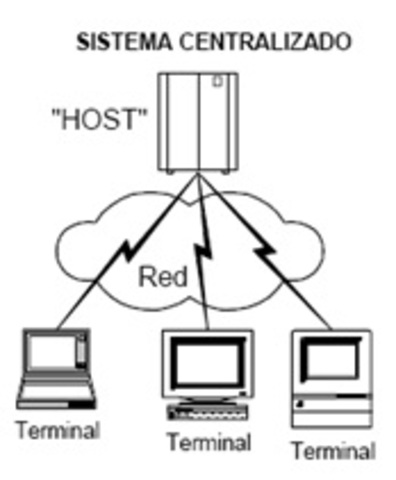 SISTEMA CENTRALIZADO
"HOST"
Red
Terminal
Terminal
Terminal